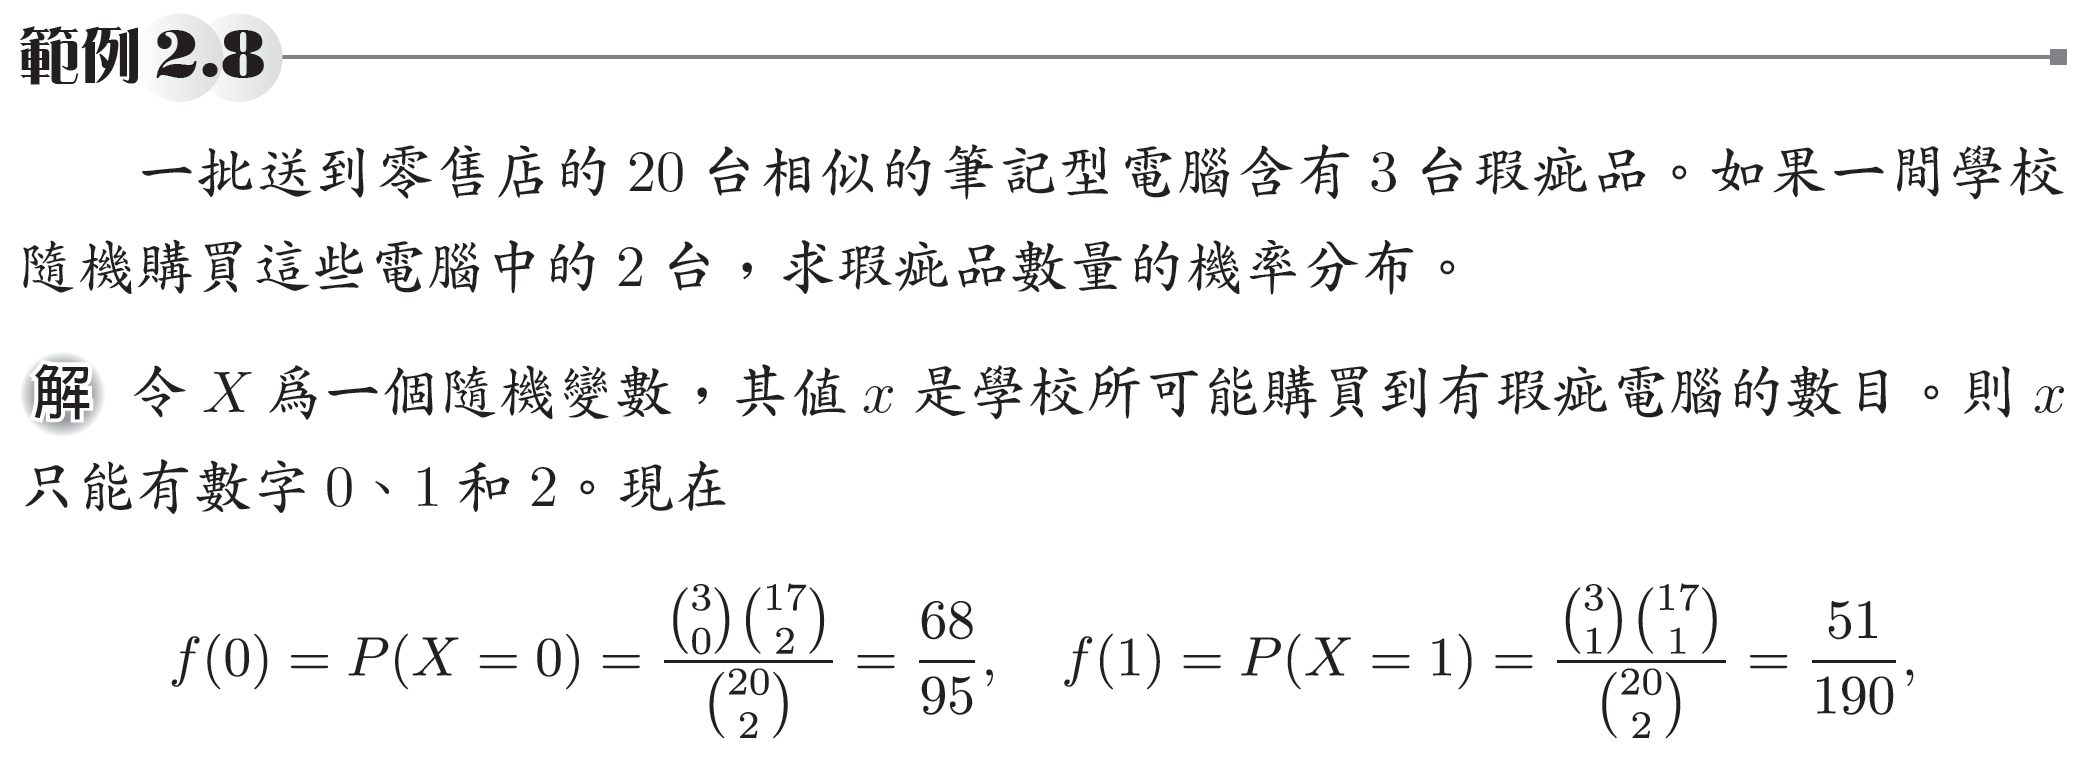 範例 2.8
一批送到零售店的 20 台相似的筆記型電腦含有 3 台瑕疵品。如果一間學校
隨機購買這些電腦中的 2 台，求瑕疵品數量的機率分布。
解 令 X 爲一個隨機變數，其值 x 是學校所可能購買到有瑕疵電腦的數目。則 x
只能有數字 0、1 和 2。現在
f(0) = P(X = 0) = \frac{\binom{3}{0}\binom{17}{2}}{\binom{20}{2}} = \frac{68}{95}, f(1) = P(X = 1) = \frac{\binom{3}{1}\binom{17}{1}}{\binom{20}{2}} = \frac{51}{190},